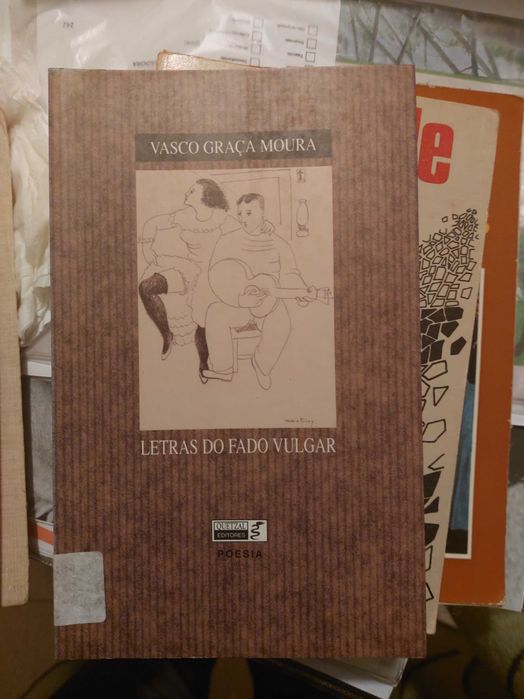 VASCO GRAÇA MOURA
LETRAS DO FADO VULGAR
QUETZAL
EDITORES
POESIA